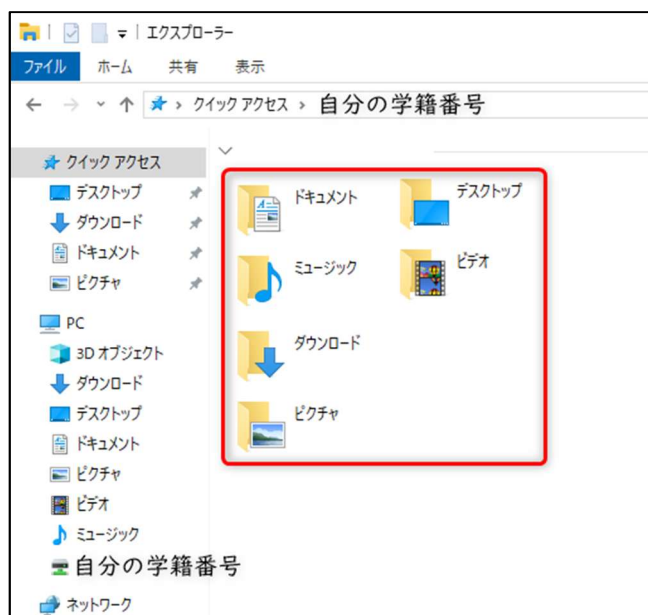 エクスプローラー
ファイル ホーム 共有 表示
クイック アクセス 自分の学籍番号
クイック アクセス
デスクトップ
ダウンロード
ドキュメント
ピクチャ
PC
3D オブジェクト
ダウンロード
デスクトップ
ドキュメント
ピクチャ
ビデオ
ミュージック
自分の学籍番号
ネットワーク
ドキュメント デスクトップ
ミュージック ビデオ
ダウンロード
ピクチャ